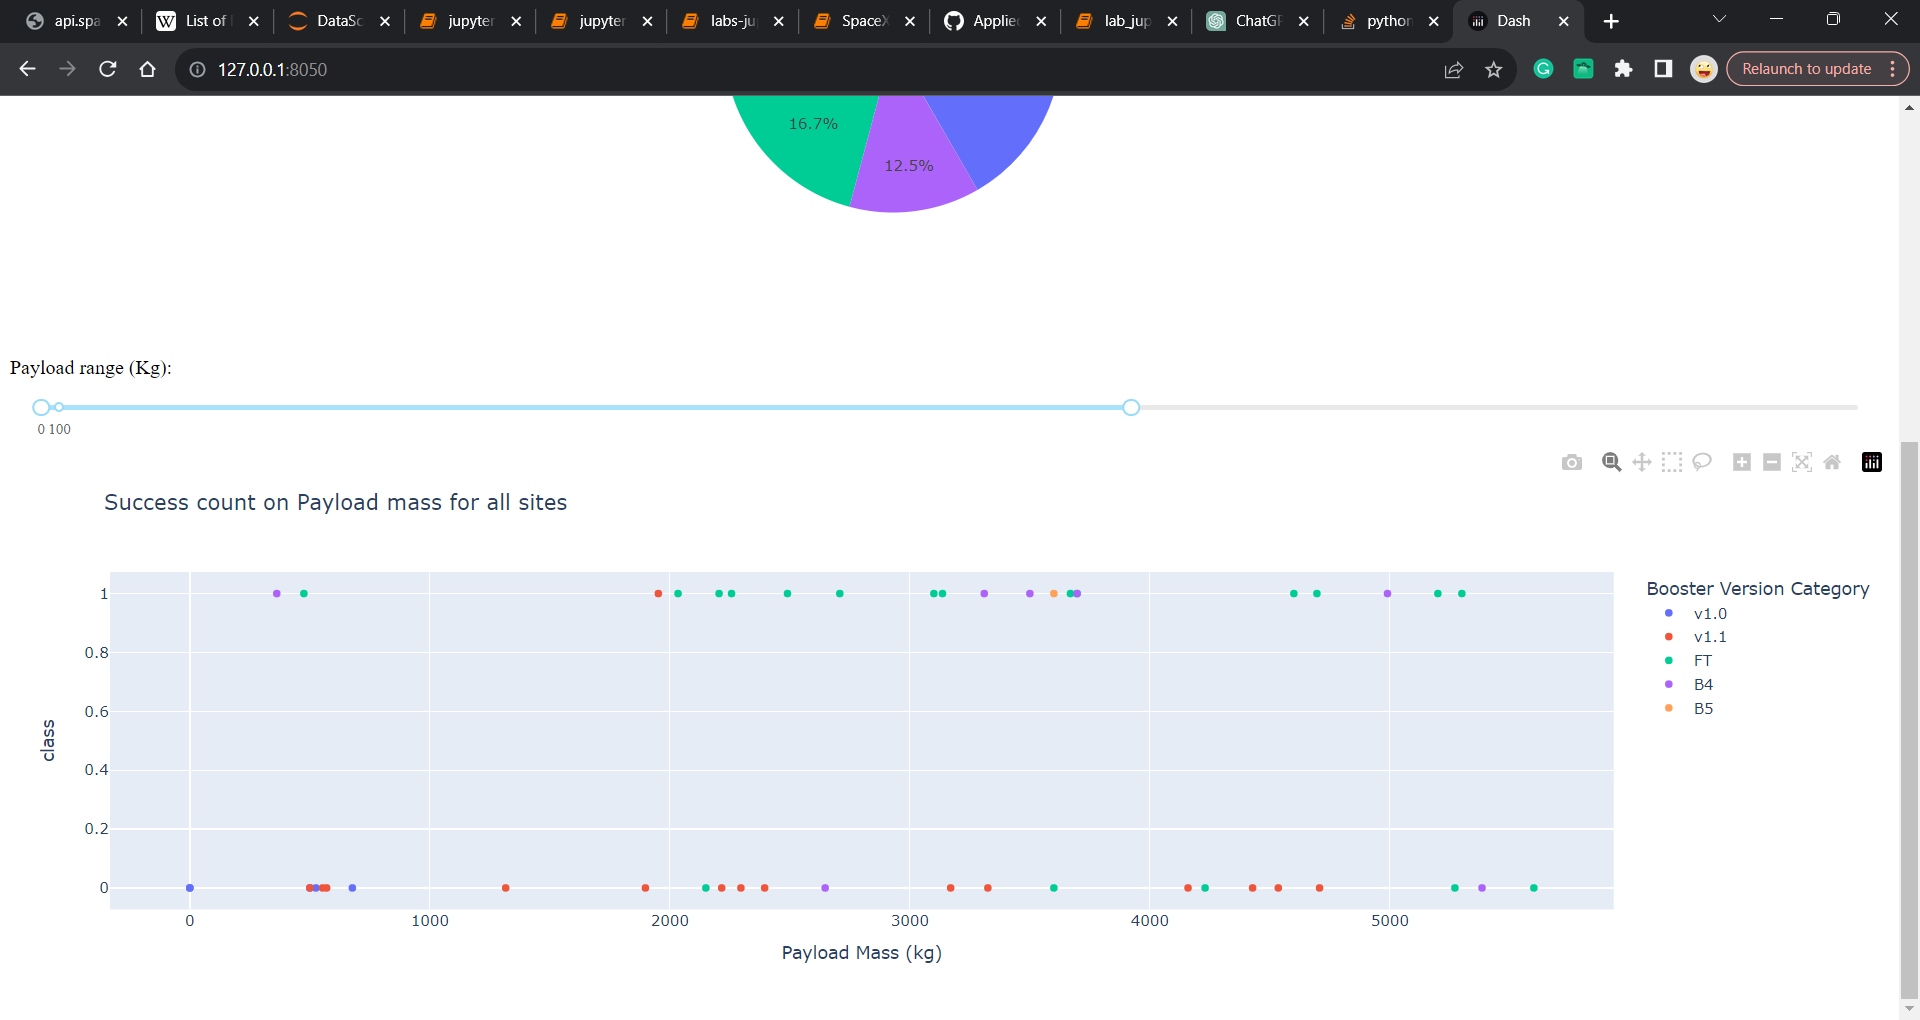 api.spa
List of
DataSc
jupyter
jupyter
labs-ju
SpaceX
Applied
lab_jup
ChatGP
python
Dash
127.0.0.1:8050
Relaunch to update
16.7%
12.5%
Payload range (Kg):
0 100
Success count on Payload mass for all sites
1
0.8
0.6
0.4
0.2
0
class
0 1000 2000 3000 4000 5000
Payload Mass (kg)
Booster Version Category
v1.0
v1.1
FT
B4
B5